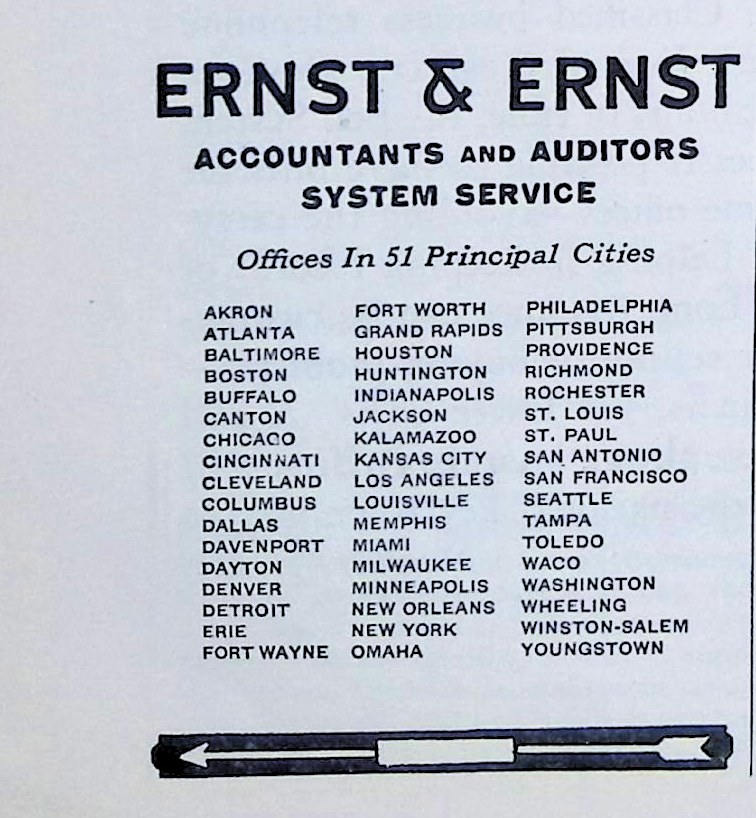 ERNST & ERNST
ACCOUNTANTS AND AUDITORS
SYSTEM SERVICE
Offices In 51 Principal Cities
AKRON
ATLANTA
BALTIMORE
BOSTON
BUFFALO
CANTON
CHICAGO
CINCINNATI
CLEVELAND
COLUMBUS
DALLAS
DAVENPORT
DAYTON
DENVER
DETROIT
ERIE
FORT WAYNE
FORT WORTH
GRAND RAPIDS
HOUSTON
HUNTINGTON
INDIANAPOLIS
JACKSON
KALAMAZOO
KANSAS CITY
LOS ANGELES
LOUISVILLE
MEMPHIS
MIAMI
MILWAUKEE
MINNEAPOLIS
NEW ORLEANS
NEW YORK
OMAHA
PHILADELPHIA
PITTSBURGH
PROVIDENCE
RICHMOND
ROCHESTER
ST. LOUIS
ST. PAUL
SAN ANTONIO
SAN FRANCISCO
SEATTLE
TAMPA
TOLEDO
WACO
WASHINGTON
WHEELING
WINSTON-SALEM
YOUNGSTOWN